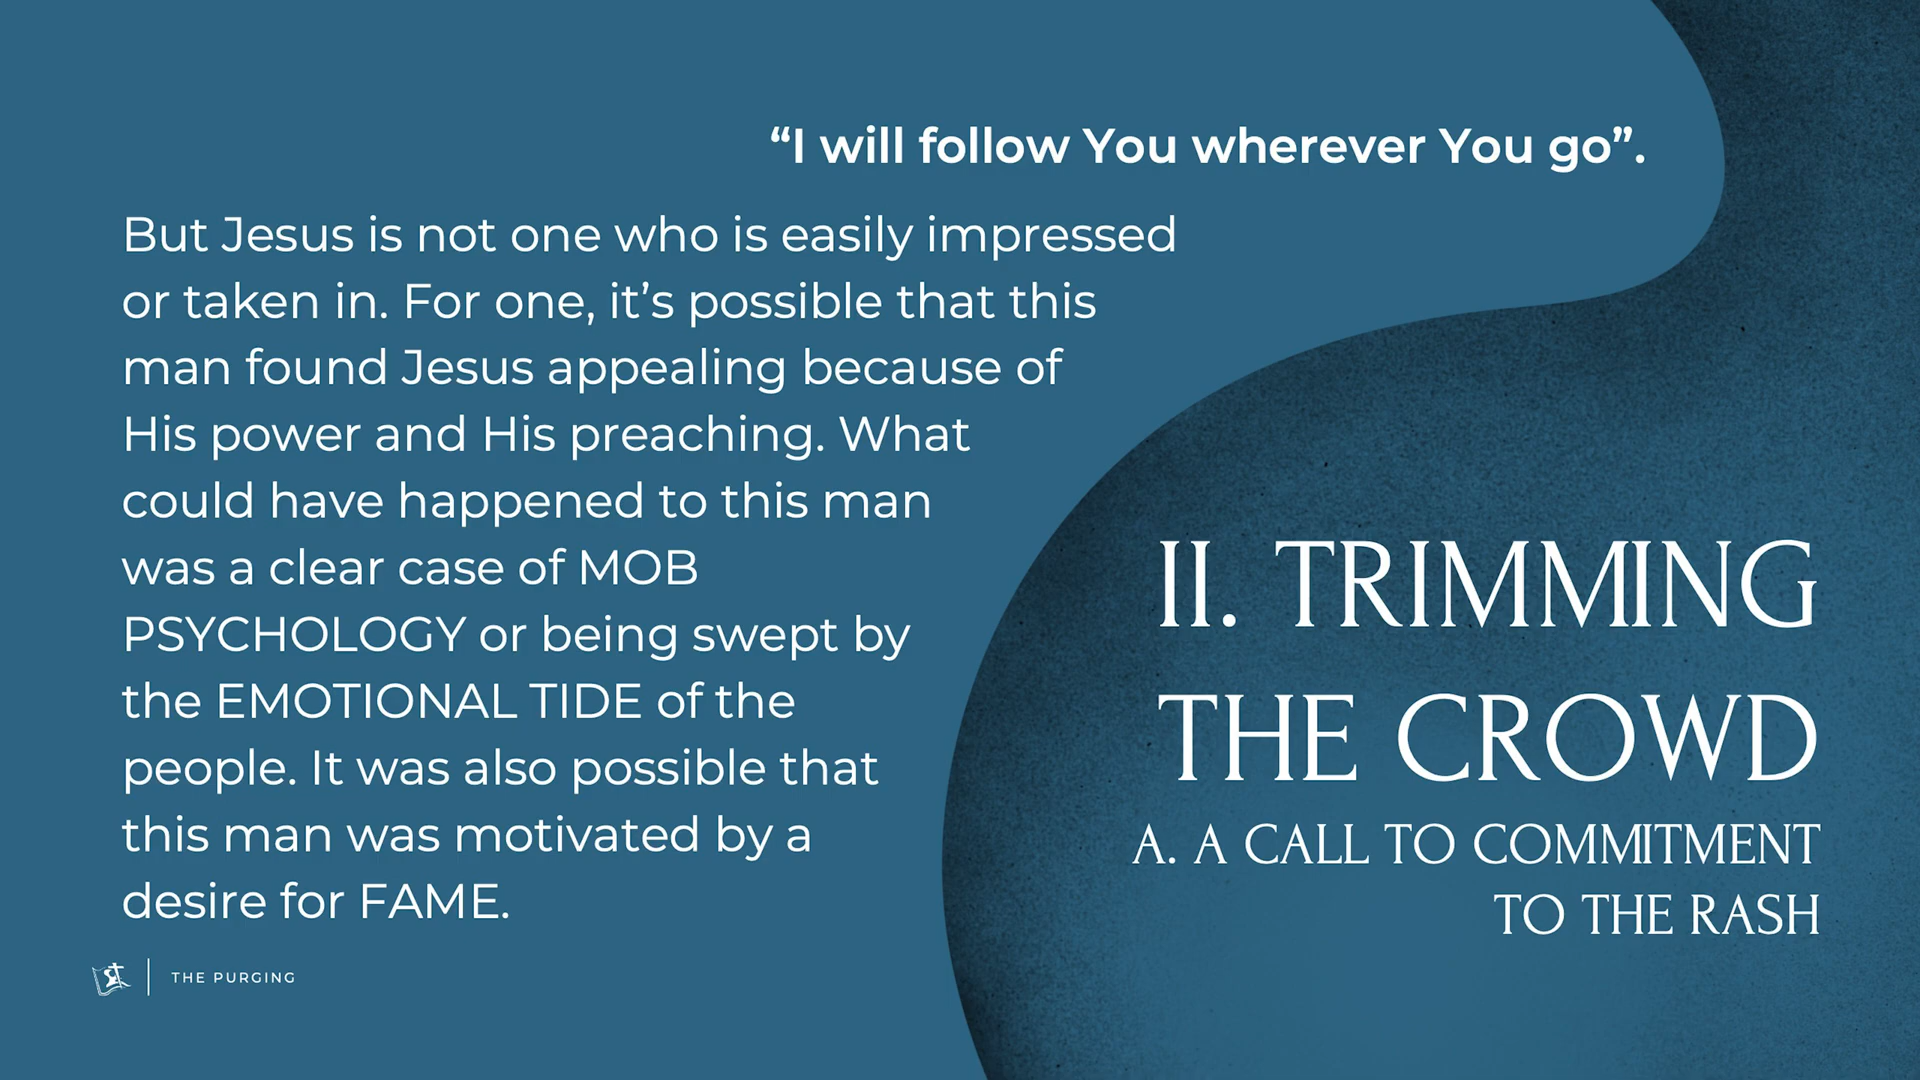 “I will follow You wherever You go”.
But Jesus is not one who is easily impressed
or taken in. For one, it’s possible that this
man found Jesus appealing because of
His power and His preaching. What
could have happened to this man
was a clear case of MOB
PSYCHOLOGY or being swept by
the EMOTIONAL TIDE of the
people. It was also possible that
this man was motivated by a
desire for FAME.
II. TRIMMING
THE CROWD
A. A CALL TO COMMITMENT
TO THE RASH
THE PURGING